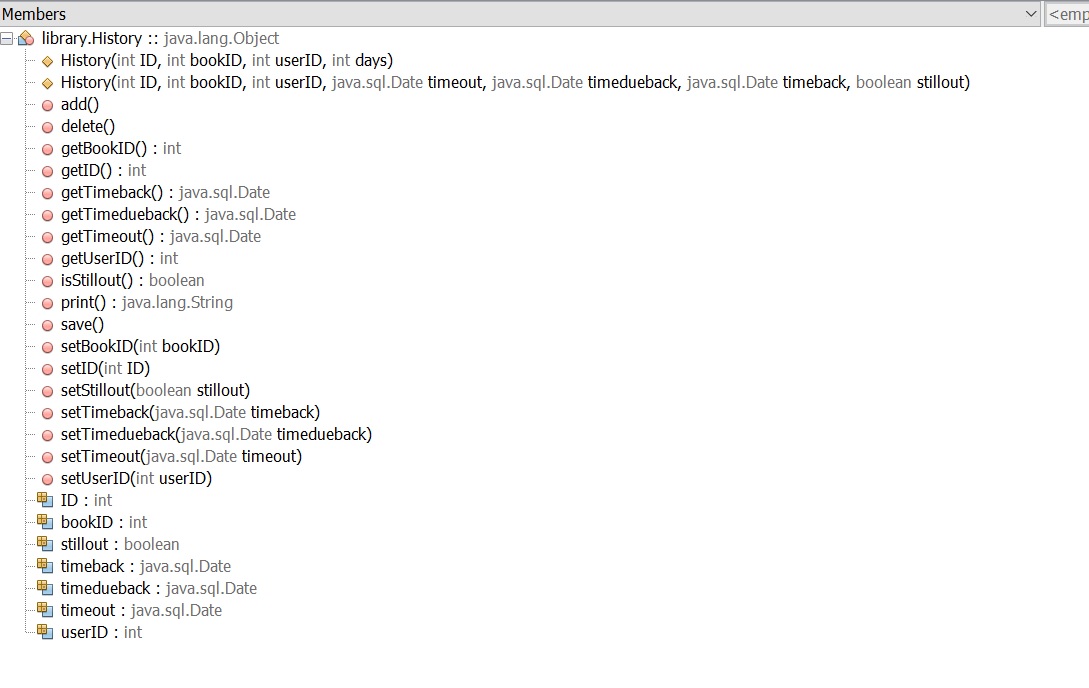 Members
<emp
library.History :: java.lang.Object
History(int ID, int bookID, int userID, int days)
History(int ID, int bookID, int userID, java.sql.Date timeout, java.sql.Date timedueback, java.sql.Date timeback, boolean stillout)
add()
delete()
getBookID() : int
getID() : int
getTimeback() : java.sql.Date
getTimedueback() : java.sql.Date
getTimeout() : java.sql.Date
getUserID() : int
isStillout() : boolean
print() : java.lang.String
save()
setBookID(int bookID)
setID(int ID)
setStillout(boolean stillout)
setTimeback(java.sql.Date timeback)
setTimedueback(java.sql.Date timedueback)
setTimeout(java.sql.Date timeout)
setUserID(int userID)
ID : int
bookID : int
stillout : boolean
timeback : java.sql.Date
timedueback : java.sql.Date
timeout : java.sql.Date
userID : int